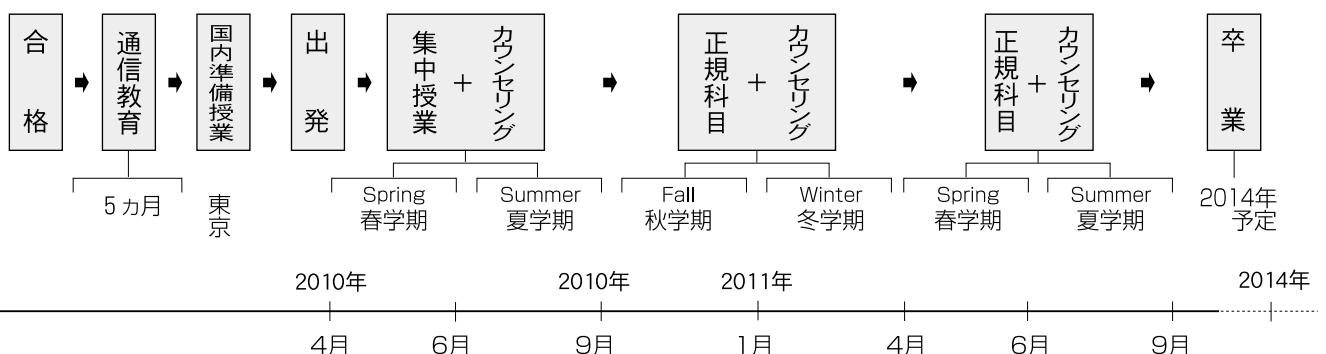 合格
通信教育
国内準備授業
出発
集中授業 + カウンセリング
正規科目 + カウンセリング
正規科目 + カウンセリング
卒業
5ヵ月
東京
Spring
春学期
Summer
夏学期
Fall
秋学期
Winter
冬学期
Spring
春学期
Summer
夏学期
2014年
予定
2010年 2010年 2011年 2014年
4月 6月 9月 1月 4月 6月 9月